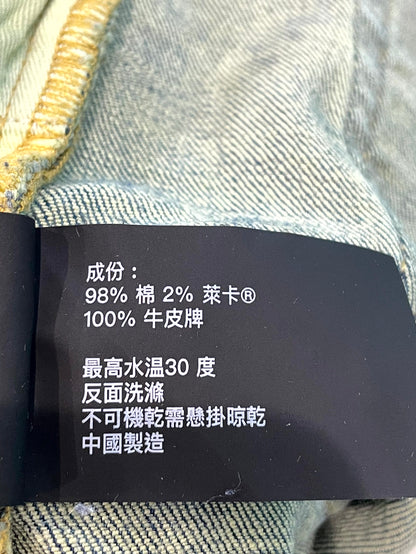 成份：
98% 棉 2% 萊卡®
100% 牛皮牌
最高水温30 度
反面洗滌
不可機乾需懸掛晾乾
中國製造